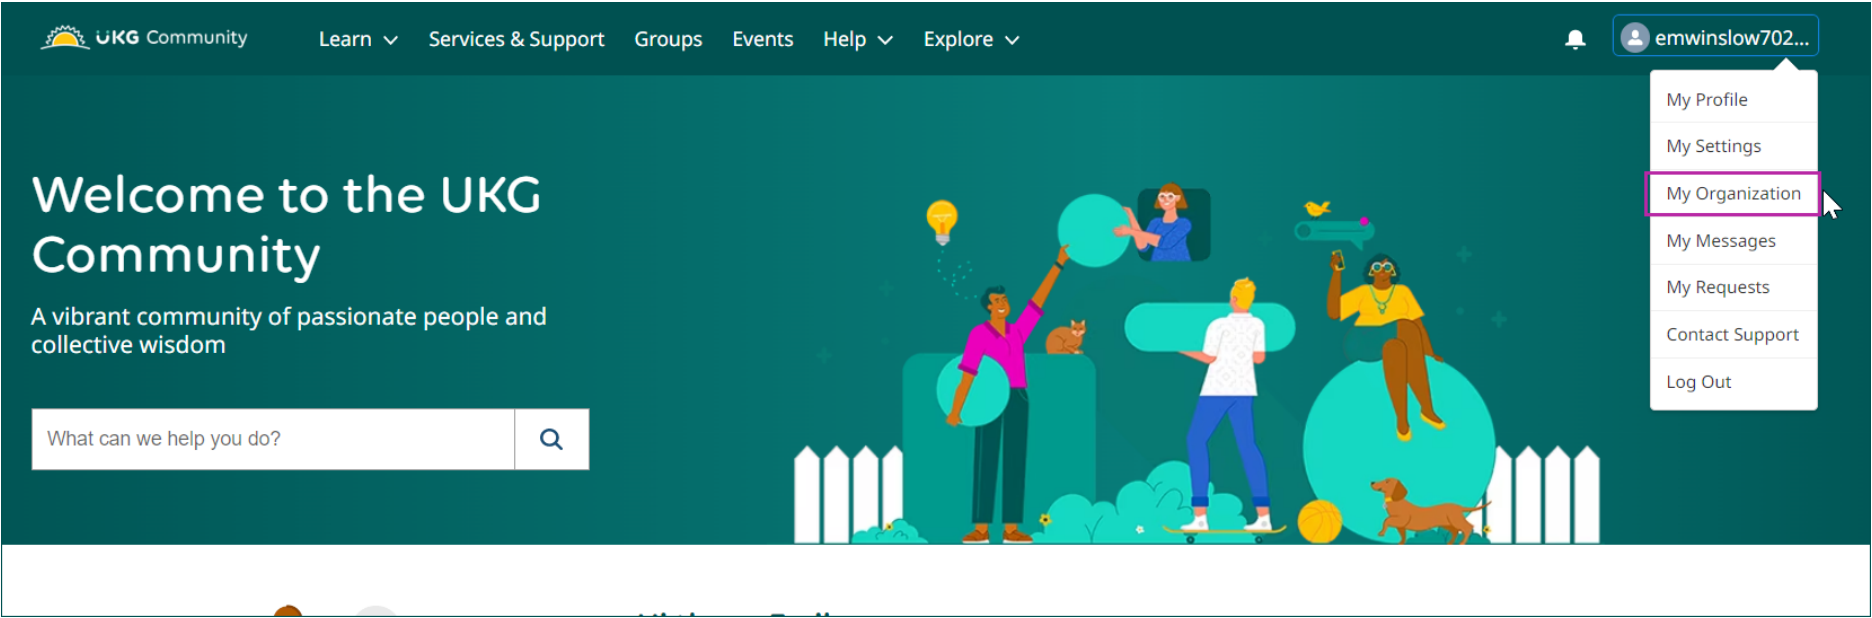 UKG Community
Learn
Services & Support
Groups
Events
Help
Explore
emwinslow702...
My Profile
My Settings
My Organization
My Messages
My Requests
Contact Support
Log Out
Welcome to the UKG
Community
A vibrant community of passionate people and
collective wisdom
What can we help you do?